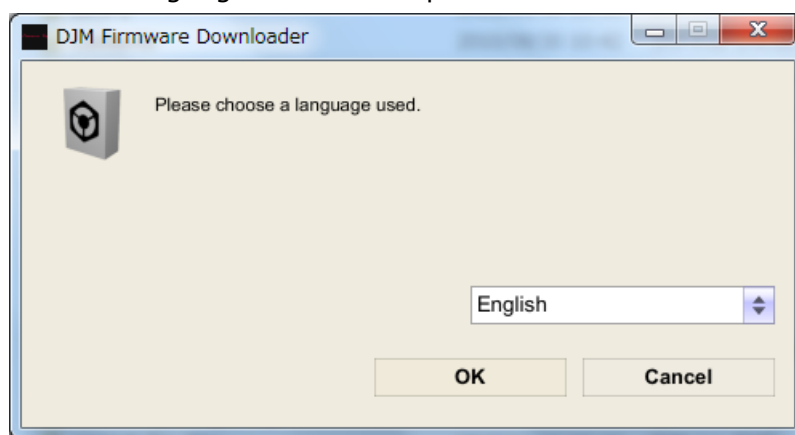 DJM Firmware Downloader
Please choose a language used.
English
OK
Cancel